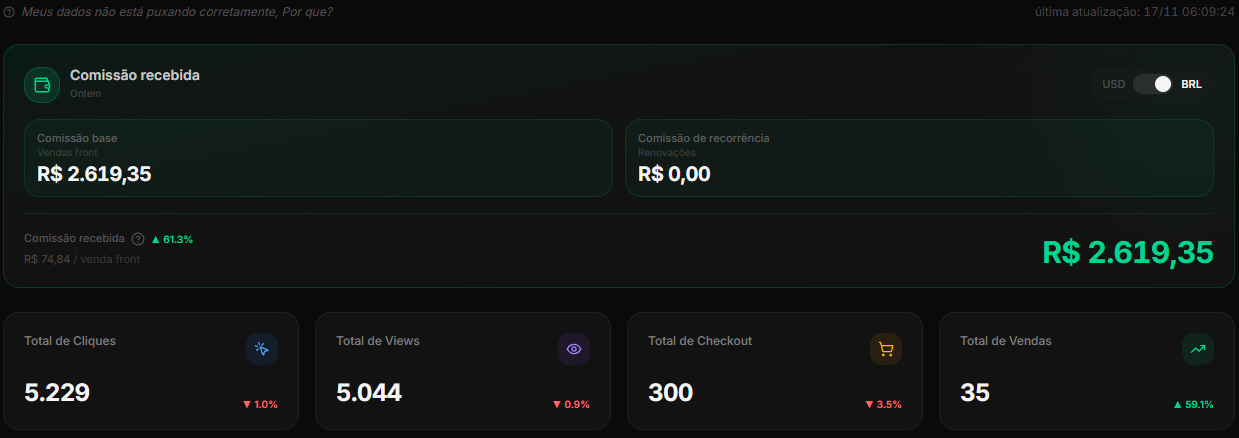 Meus dados não está puxando corretamente, Por que?
última atualização: 17/11 06:09:24
Comissão recebida
Ontem
USD BRL
Comissão base
Vendas front
R$ 2.619,35
Comissão de recorrência
Renovações
R$ 0,00
Comissão recebida ▲ 61.3%
R$ 74,84 / venda front
R$ 2.619,35
Total de Cliques
5.229
▼ 1.0%
Total de Views
5.044
▼ 0.9%
Total de Checkout
300
▼ 3.5%
Total de Vendas
35
▲ 59.1%